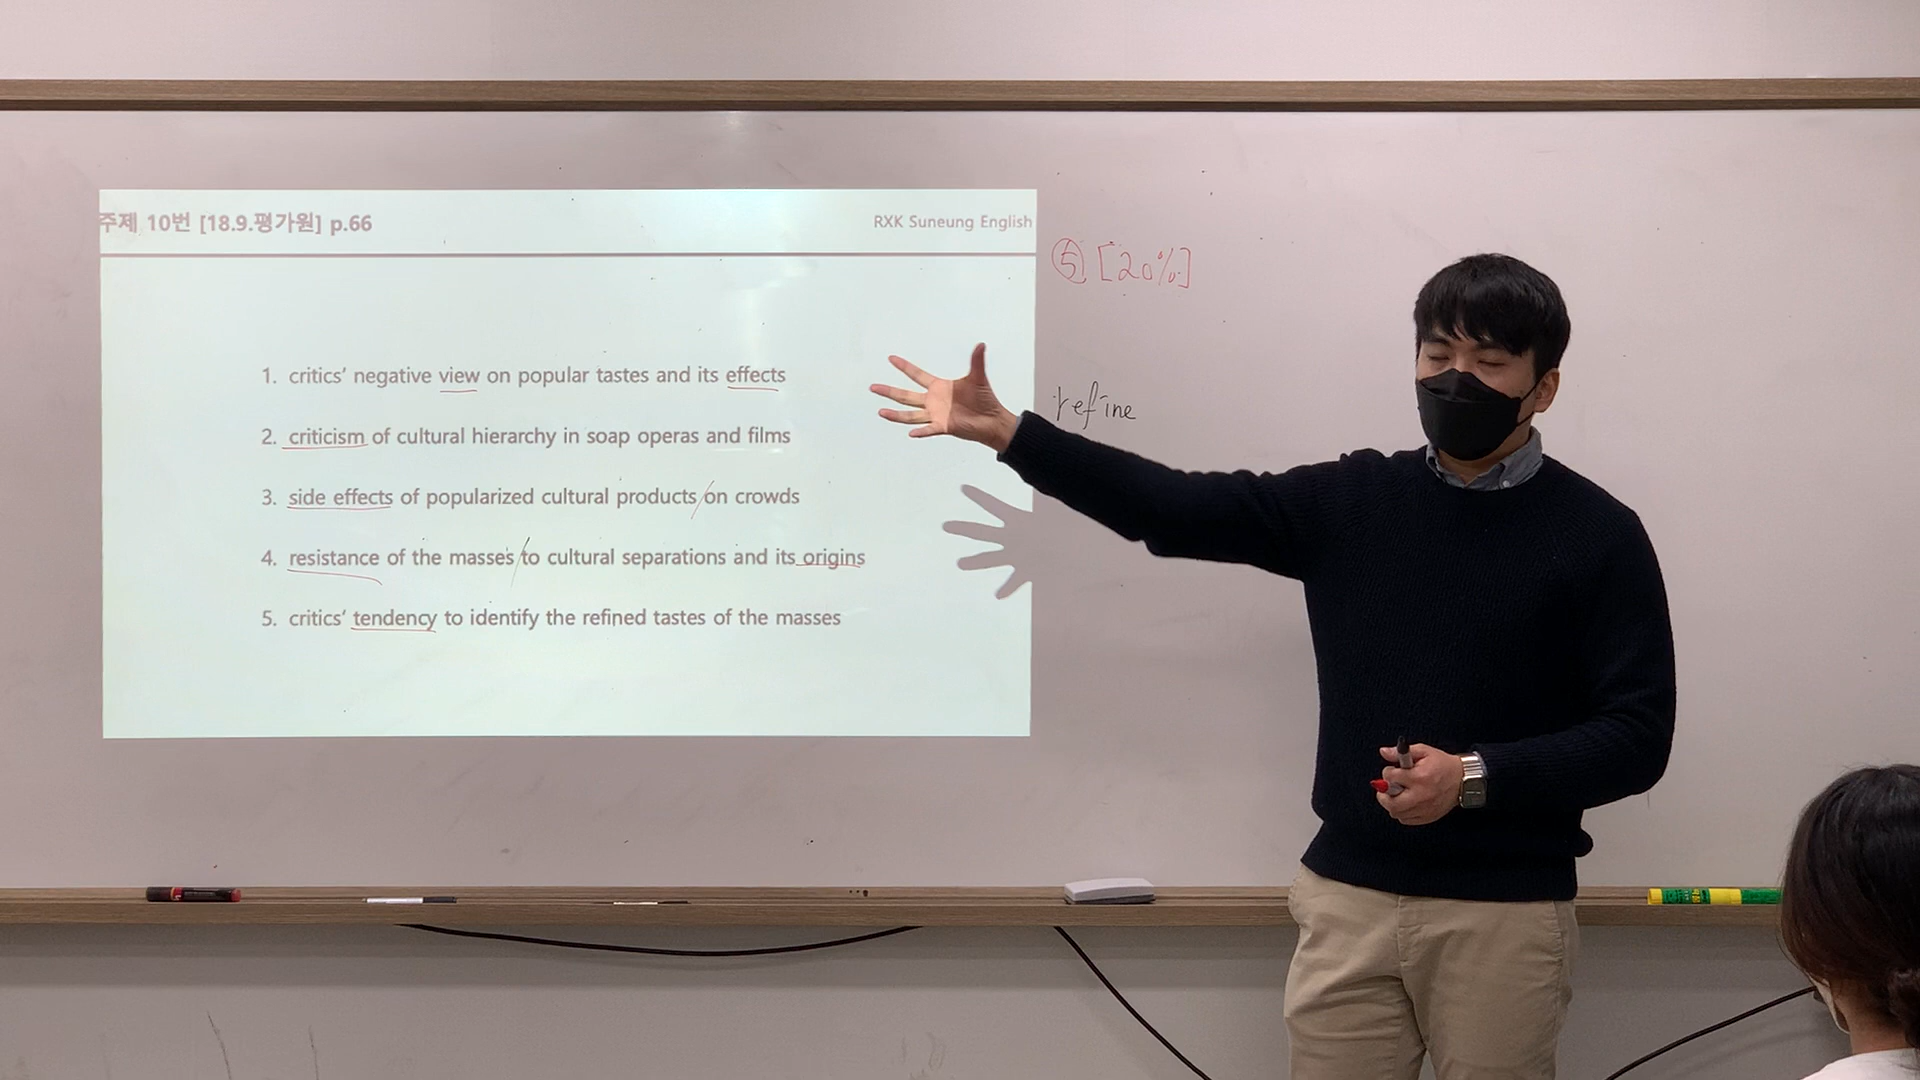 주제 10번 [18.9.평가원] p.66
RXK Suneung English
⑤ [20%]
1. critics’ negative view on popular tastes and its effects
refine
2. criticism of cultural hierarchy in soap operas and films
3. side effects of popularized cultural products / on crowds
4. resistance of the masses / to cultural separations and its origins
5. critics’ tendency to identify the refined tastes of the masses